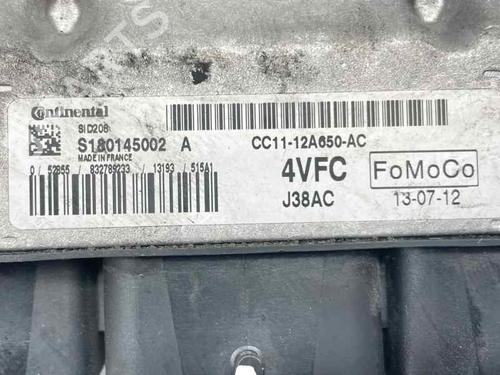 Continental
SID208
S180145002 A
MADE IN FRANCE
0 / 52855 / 832789233 / 13193 / 515A1
CC11-12A650-AC
4VFC
FoMoCo
J38AC
13-07-12
PARTS